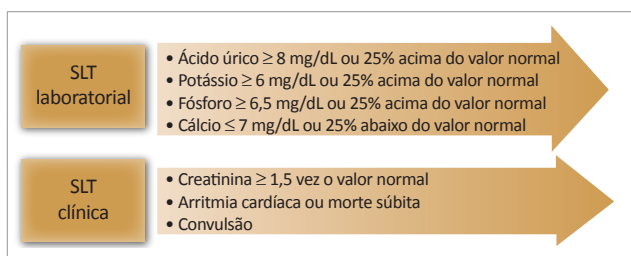 SLT
laboratorial
• Ácido úrico ≥ 8 mg/dL ou 25% acima do valor normal
• Potássio ≥ 6 mg/dL ou 25% acima do valor normal
• Fósforo ≥ 6,5 mg/dL ou 25% acima do valor normal
• Cálcio ≤ 7 mg/dL ou 25% abaixo do valor normal
SLT
clínica
• Creatinina ≥ 1,5 vez o valor normal
• Arritmia cardíaca ou morte súbita
• Convulsão